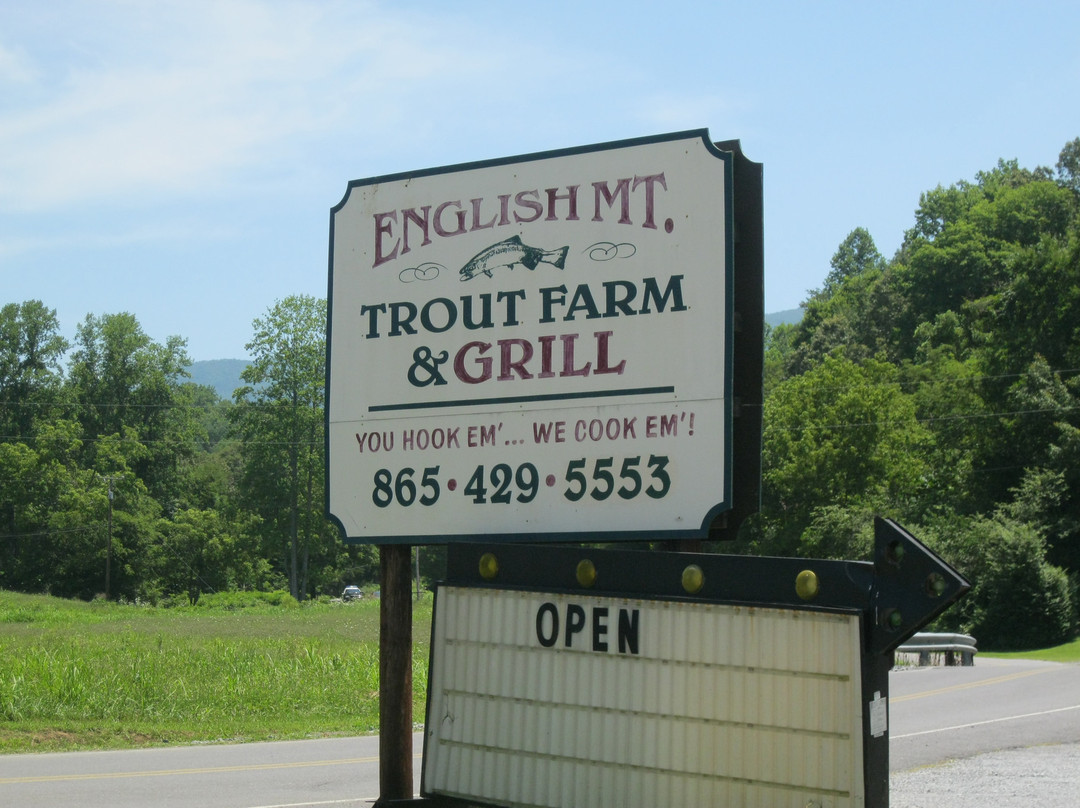 ENGLISH MT.
TROUT FARM
& GRILL
YOU HOOK EM'... WE COOK EM'!
865•429•5553
OPEN